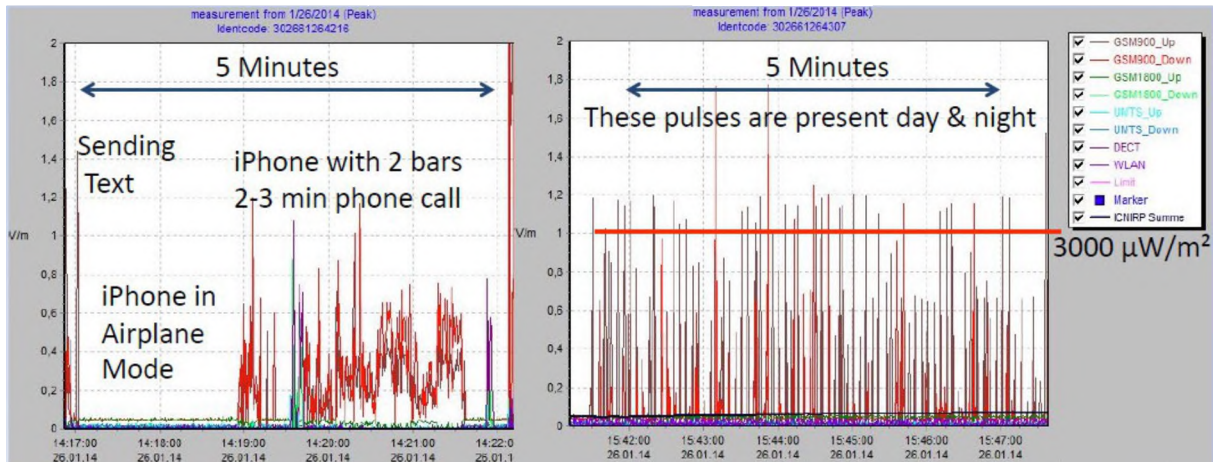 measurement from 1/26/2014 (Peak)
Identcode: 302661264216
2
1,8
1,6
1,4
1,2
1
V/m
0,8
0,6
0,4
0,2
0
5 Minutes
Sending
Text
iPhone with 2 bars
2-3 min phone call
iPhone in
Airplane
Mode
14:17:00 14:18:00 14:19:00 14:20:00 14:21:00 14:22:0
26.01.14 26.01.14 26.01.14 26.01.14 26.01.14 26.01.1
measurement from 1/26/2014 (Peak)
Identcode: 302661264307
2
1,8
1,6
1,4
1,2
1
V/m
0,8
0,6
0,4
0,2
0
5 Minutes
These pulses are present day & night
15:42:00 15:43:00 15:44:00 15:45:00 15:46:00 15:47:00
26.01.14 26.01.14 26.01.14 26.01.14 26.01.14 26.01.14
GSM900_Up
GSM900_Down
GSM1800_Up
GSM1800_Down
UMTS_Up
UMTS_Down
DECT
WLAN
Limit
Marker
ICNIRP Summe
3000 µW/m²